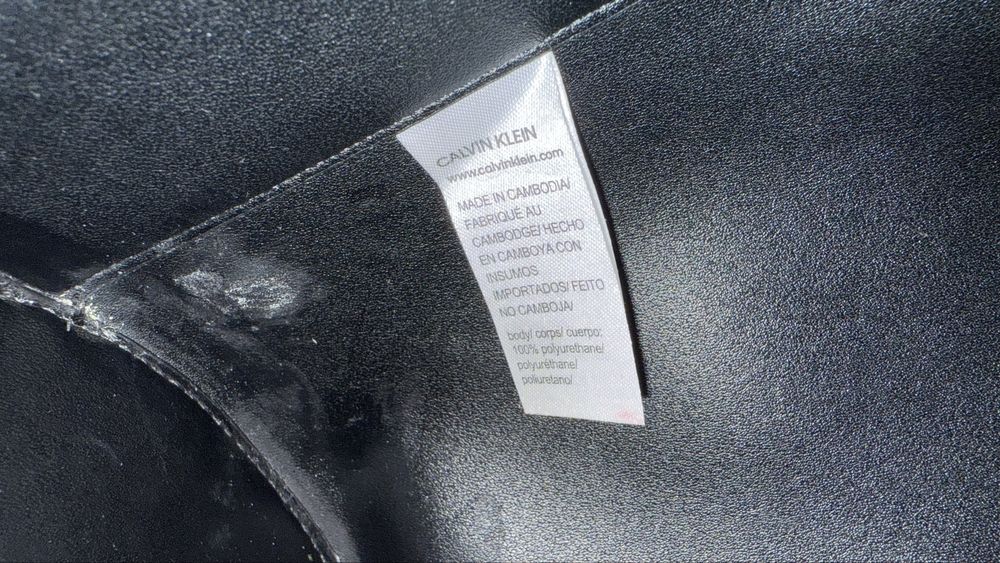 CALVIN KLEIN
www.calvinklein.com
MADE IN CAMBODIA/
FABRIQUÉ AU
CAMBODGE/ HECHO
EN CAMBOYA CON
INSUMOS
IMPORTADOS/ FEITO
NO CAMBOJA/
body/ corps/ cuerpo:
100% polyurethane/
polyuréthane/
poliuretano/